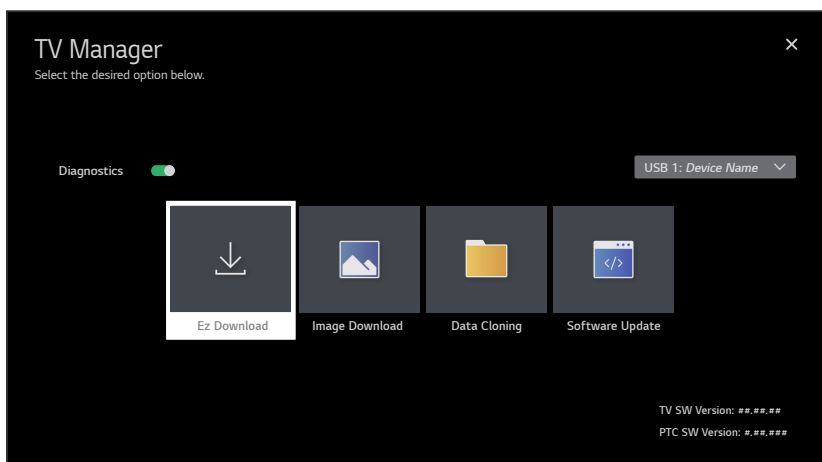 TV Manager
Select the desired option below.
Diagnostics
USB 1: Device Name
Ez Download
Image Download
Data Cloning
Software Update
TV SW Version: ##.##.##
PTC SW Version: #.##.###